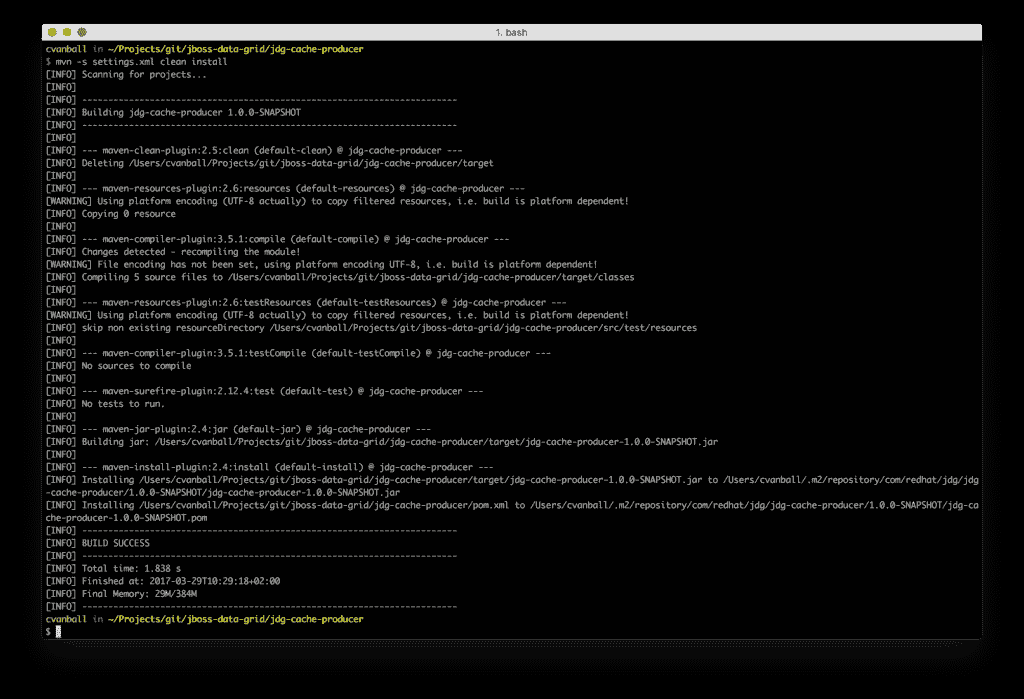 1. bash
cvanball in ~/Projects/git/jboss-data-grid/jdg-cache-producer
$ mvn -s settings.xml clean install
[INFO] Scanning for projects...
[INFO]
[INFO] ------------------------------------------------------------------------
[INFO] Building jdg-cache-producer 1.0.0-SNAPSHOT
[INFO] ------------------------------------------------------------------------
[INFO]
[INFO] --- maven-clean-plugin:2.5:clean (default-clean) @ jdg-cache-producer ---
[INFO] Deleting /Users/cvanball/Projects/git/jboss-data-grid/jdg-cache-producer/target
[INFO]
[INFO] --- maven-resources-plugin:2.6:resources (default-resources) @ jdg-cache-producer ---
[WARNING] Using platform encoding (UTF-8 actually) to copy filtered resources, i.e. build is platform dependent!
[INFO] Copying 0 resource
[INFO]
[INFO] --- maven-compiler-plugin:3.5.1:compile (default-compile) @ jdg-cache-producer ---
[INFO] Changes detected - recompiling the module!
[WARNING] File encoding has not been set, using platform encoding UTF-8, i.e. build is platform dependent!
[INFO] Compiling 5 source files to /Users/cvanball/Projects/git/jboss-data-grid/jdg-cache-producer/target/classes
[INFO]
[INFO] --- maven-resources-plugin:2.6:testResources (default-testResources) @ jdg-cache-producer ---
[WARNING] Using platform encoding (UTF-8 actually) to copy filtered resources, i.e. build is platform dependent!
[INFO] skip non existing resourceDirectory /Users/cvanball/Projects/git/jboss-data-grid/jdg-cache-producer/src/test/resources
[INFO]
[INFO] --- maven-compiler-plugin:3.5.1:testCompile (default-testCompile) @ jdg-cache-producer ---
[INFO] No sources to compile
[INFO]
[INFO] --- maven-surefire-plugin:2.12.4:test (default-test) @ jdg-cache-producer ---
[INFO] No tests to run.
[INFO]
[INFO] --- maven-jar-plugin:2.4:jar (default-jar) @ jdg-cache-producer ---
[INFO] Building jar: /Users/cvanball/Projects/git/jboss-data-grid/jdg-cache-producer/target/jdg-cache-producer-1.0.0-SNAPSHOT.jar
[INFO]
[INFO] --- maven-install-plugin:2.4:install (default-install) @ jdg-cache-producer ---
[INFO] Installing /Users/cvanball/Projects/git/jboss-data-grid/jdg-cache-producer/target/jdg-cache-producer-1.0.0-SNAPSHOT.jar to /Users/cvanball/.m2/repository/com/redhat/jdg/jdg
-cache-producer/1.0.0-SNAPSHOT/jdg-cache-producer-1.0.0-SNAPSHOT.jar
[INFO] Installing /Users/cvanball/Projects/git/jboss-data-grid/jdg-cache-producer/pom.xml to /Users/cvanball/.m2/repository/com/redhat/jdg/jdg-cache-producer/1.0.0-SNAPSHOT/jdg-ca
che-producer-1.0.0-SNAPSHOT.pom
[INFO] ------------------------------------------------------------------------
[INFO] BUILD SUCCESS
[INFO] ------------------------------------------------------------------------
[INFO] Total time: 1.838 s
[INFO] Finished at: 2017-03-29T10:29:18+02:00
[INFO] Final Memory: 29M/384M
[INFO] ------------------------------------------------------------------------
cvanball in ~/Projects/git/jboss-data-grid/jdg-cache-producer
$